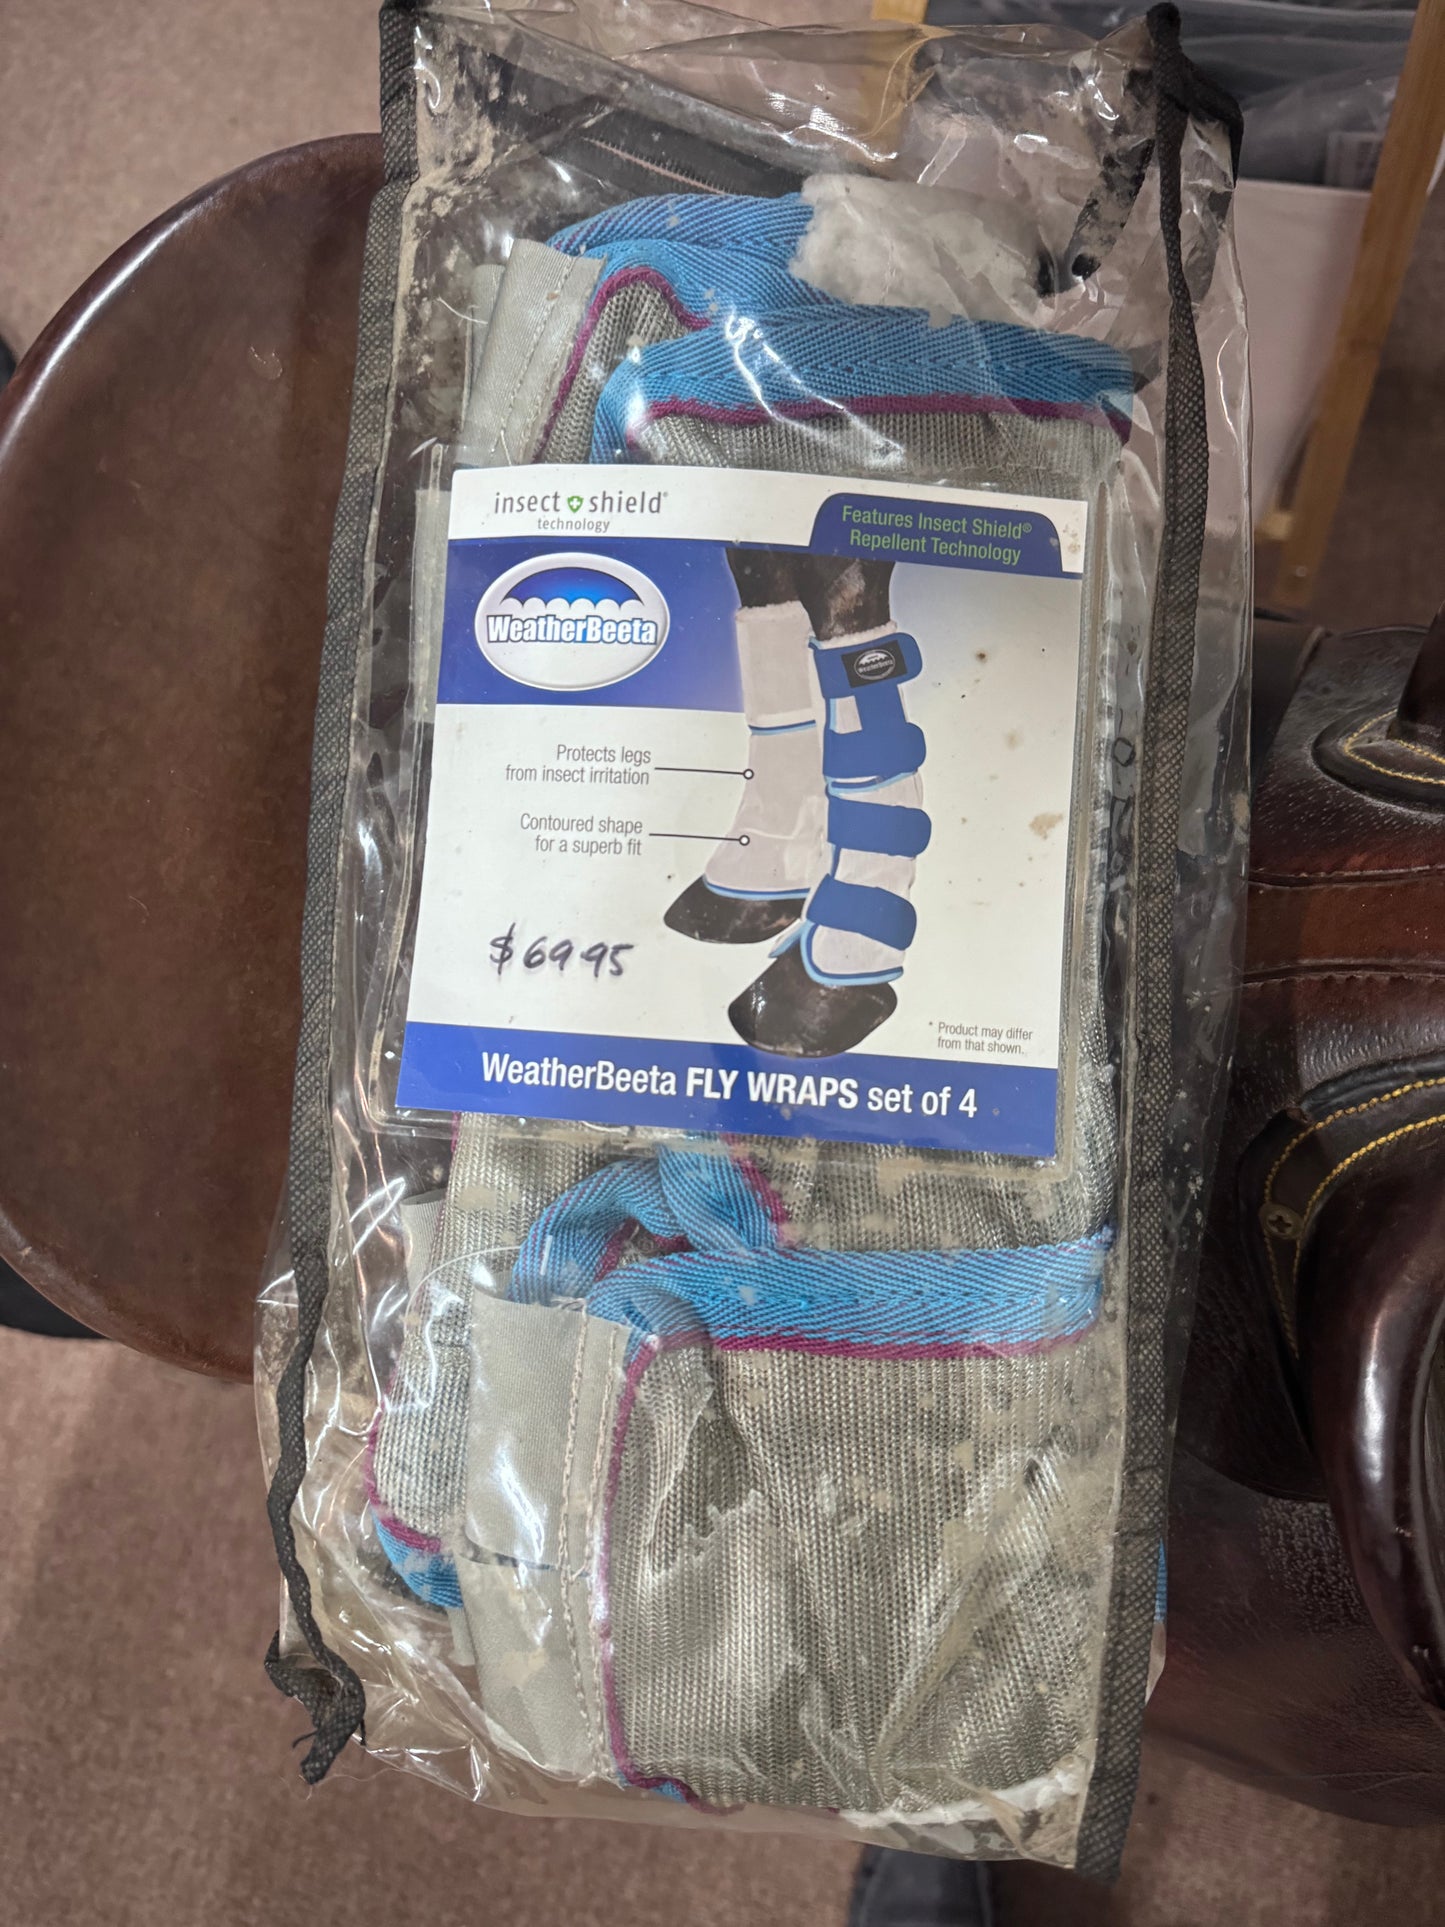 insect shield®
technology
Features Insect Shield®
Repellent Technology
WeatherBeeta
WeatherBeeta
Protects legs
from insect irritation
Contoured shape
for a superb fit
$69.95
* Product may differ
from that shown.
WeatherBeeta FLY WRAPS set of 4